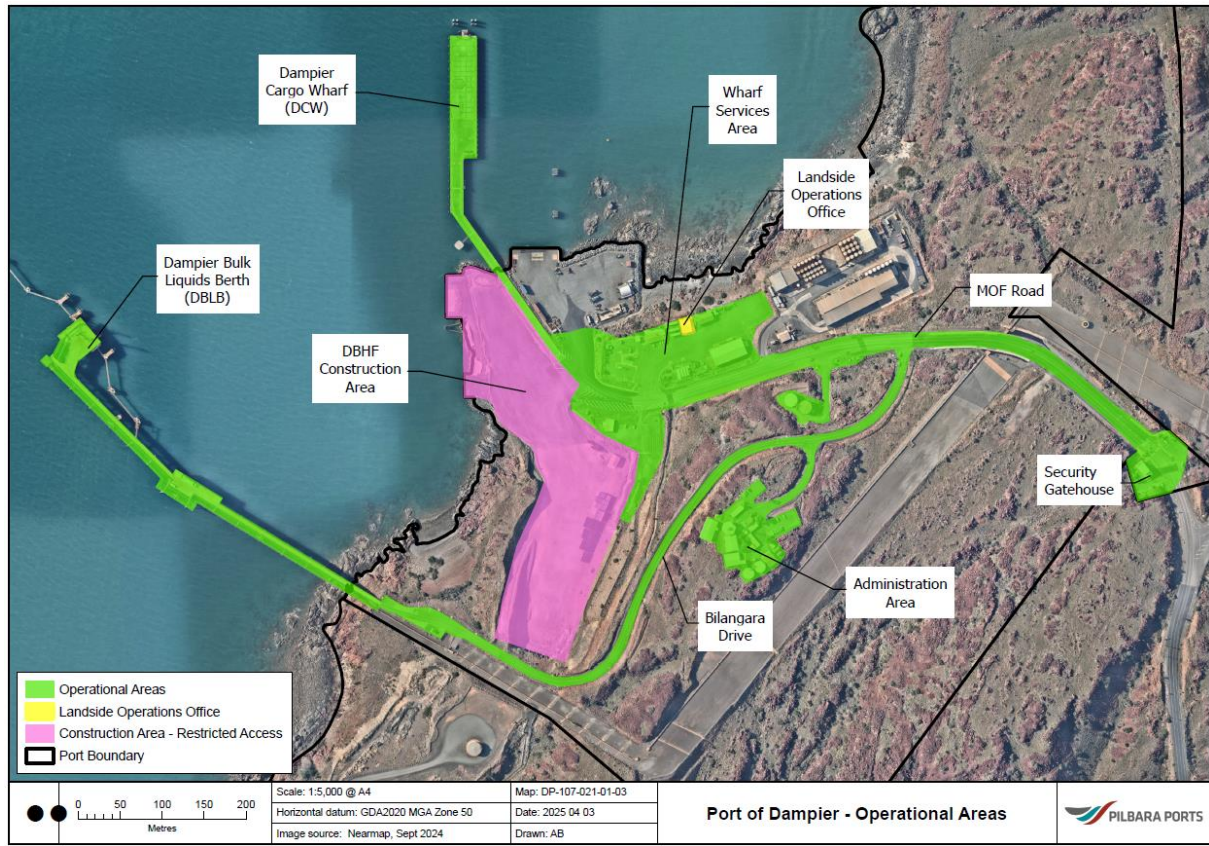 Dampier
Cargo Wharf
(DCW)
Wharf
Services
Area
Landside
Operations
Office
Dampier Bulk
Liquids Berth
(DBLB)
MOF Road
DBHF
Construction
Area
Security
Gatehouse
Administration
Area
Bilangara
Drive
Operational Areas
Landside Operations Office
Construction Area - Restricted Access
Port Boundary
0 50 100 150 200
Metres
Scale: 1:5,000 @ A4
Horizontal datum: GDA2020 MGA Zone 50
Image source: Nearmap, Sept 2024
Map: DP-107-021-01-03
Date: 2025 04 03
Drawn: AB
Port of Dampier - Operational Areas
PILBARA PORTS